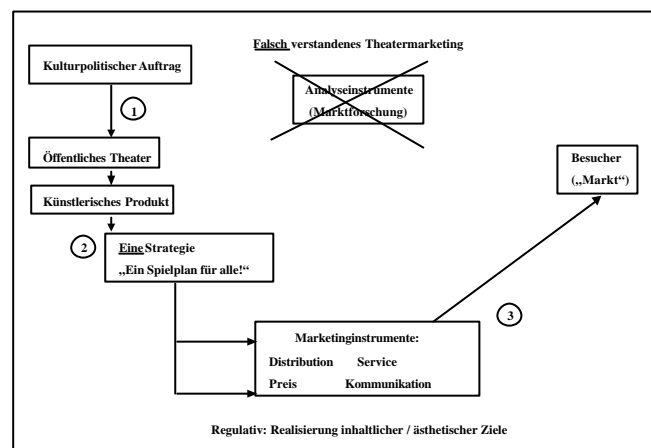 Falsch verstandenes Theatermarketing
Kulturpolitischer Auftrag
Analyseinstrumente
(Marktforschung)
1
Öffentliches Theater
Besucher
(„Markt“)
Künstlerisches Produkt
2
Eine Strategie
„Ein Spielplan für alle!“
3
Marketinginstrumente:
Distribution Service
Preis Kommunikation
Regulativ: Realisierung inhaltlicher / ästhetischer Ziele